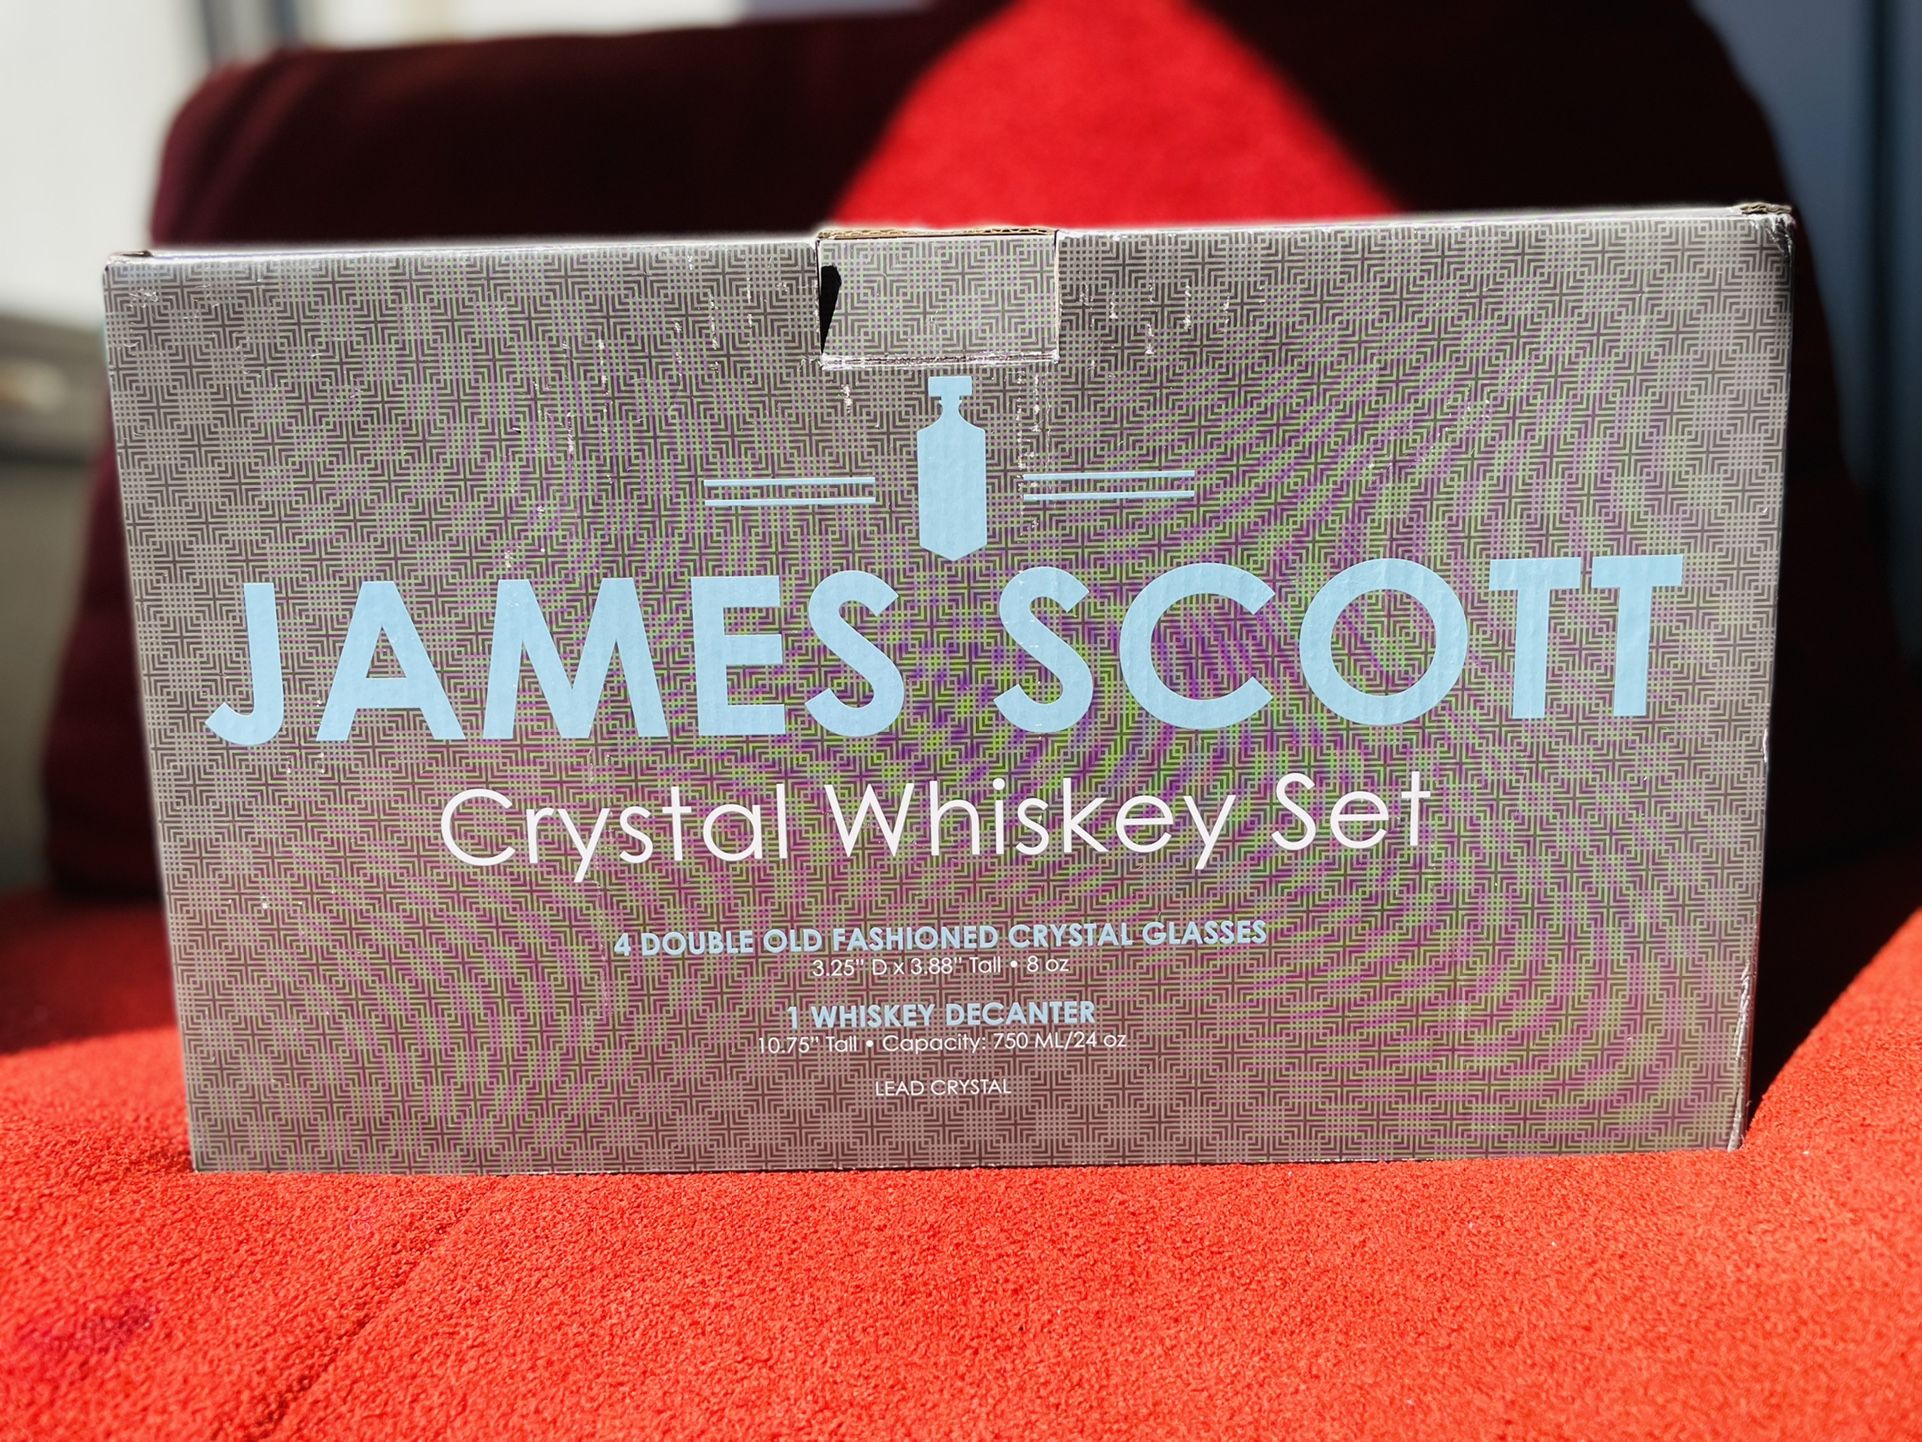 JAMES SCOTT
Crystal Whiskey Set
4 DOUBLE OLD FASHIONED CRYSTAL GLASSES
3.25" D x 3.88" Tall • 8 oz
1 WHISKEY DECANTER
10.75" Tall • Capacity: 750 ML/24 oz
LEAD CRYSTAL